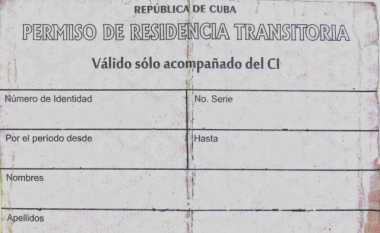 REPÚBLICA DE CUBA
PERMISO DE RESIDENCIA TRANSITORIA
Válido sólo acompañado del CI
Número de Identidad No. Serie
Por el período desde Hasta
Nombres
Apellidos